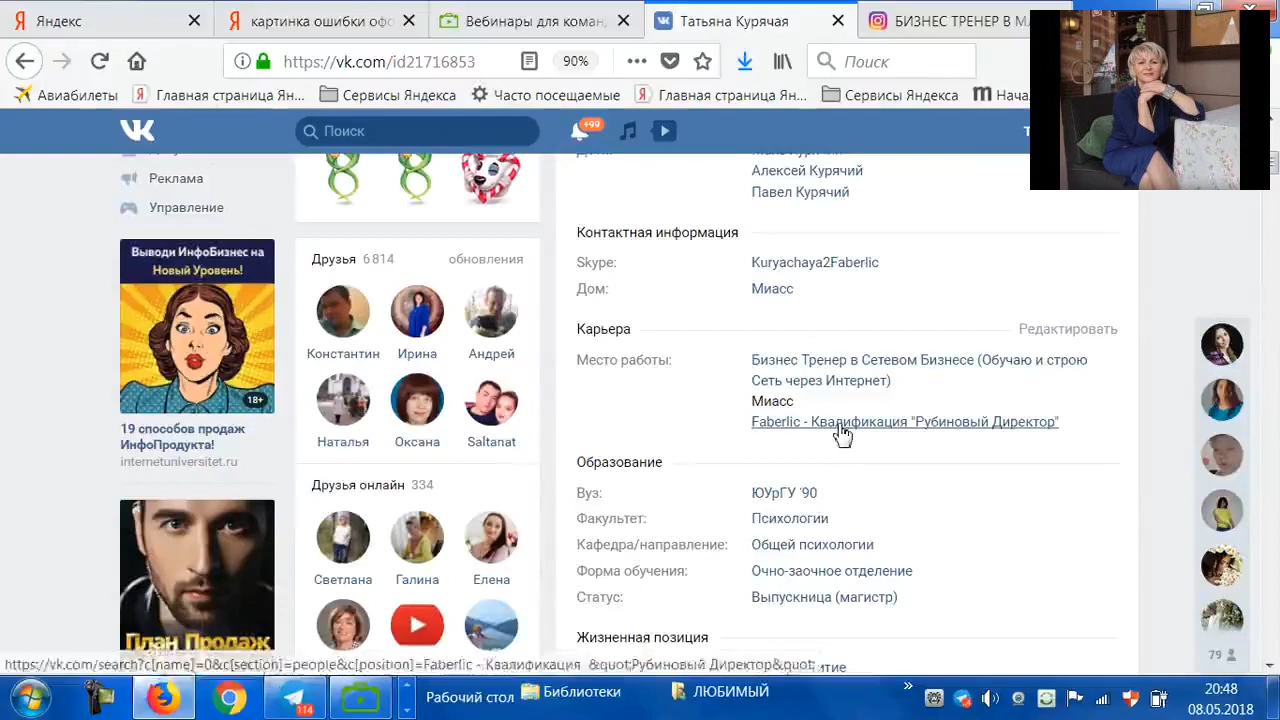 Яндекс
картинка ошибки офо
Вебинары для коман,
Татьяна Курячая
БИЗНЕС ТРЕНЕР В МЛ
https://vk.com/id21716853
90%
Поиск
Авиабилеты
Главная страница Ян...
Сервисы Яндекса
Часто посещаемые
Главная страница Ян...
Сервисы Яндекса
Нача
Поиск
+99
Т
Алексей Курячий
Павел Курячий
Реклама
Управление
Выводи ИнфоБизнес на
Новый Уровень!
18+
19 способов продаж
ИнфоПродукта!
internetuniversitet.ru
План Продаж
Друзья 6 814
обновления
Константин
Ирина
Андрей
Наталья
Оксана
Saltanat
Друзья онлайн 334
Светлана
Галина
Елена
Контактная информация
Skype:
Kuryachaya2Faberlic
Дом:
Миасс
Карьера
Редактировать
Место работы:
Бизнес Тренер в Сетевом Бизнесе (Обучаю и строю
Сеть через Интернет)
Миасс
Faberlic - Квалификация "Рубиновый Директор"
Образование
Вуз:
ЮУрГУ '90
Факультет:
Психологии
Кафедра/направление:
Общей психологии
Форма обучения:
Очно-заочное отделение
Статус:
Выпускница (магистр)
Жизненная позиция
итие
79
https://vk.com/search?c[name]=0&c[section]=people&c[position]=Faberlic - Квалификация &quot;Рубиновый Директор&quot;
114
Рабочий стол
Библиотеки
ЛЮБИМЫЙ
»
20:48
08.05.2018